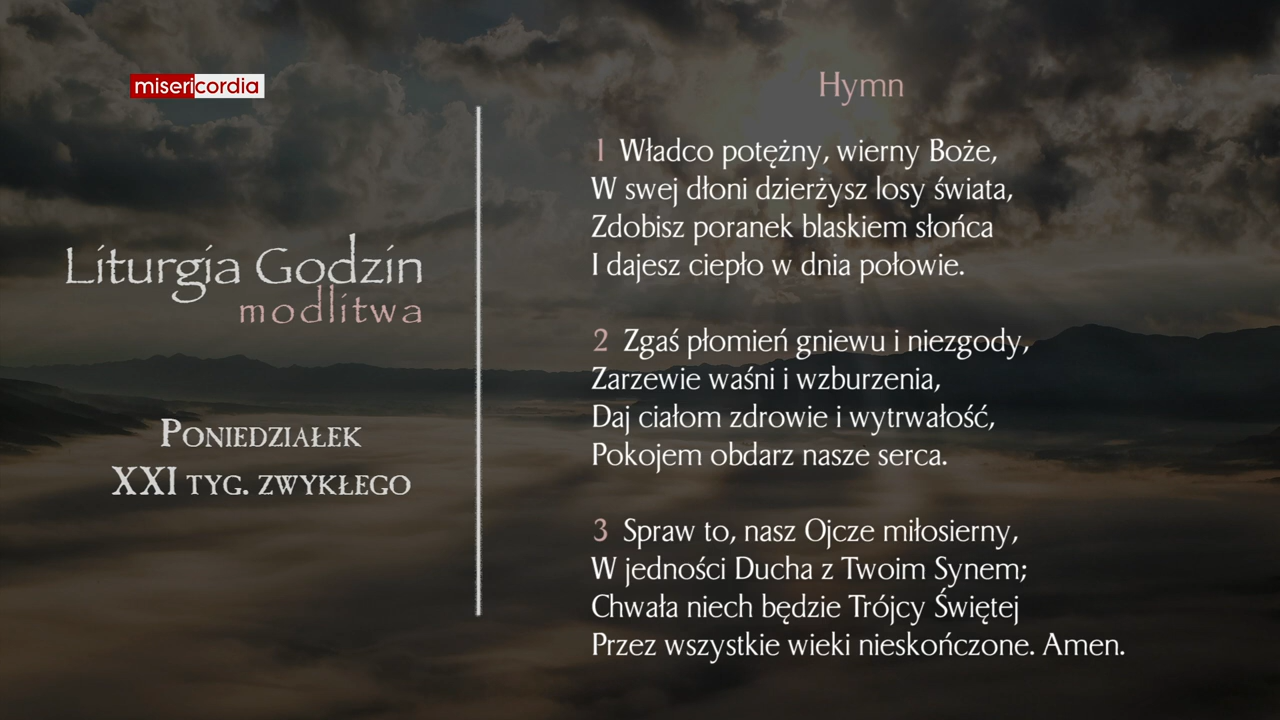 misericordia
Liturgia Godzin
modlitwa
Poniedziałek
XXI tyg. zwykłego
Hymn
1 Władco potężny, wierny Boże,
W swej dłoni dzierżysz losy świata,
Zdobisz poranek blaskiem słońca
I dajesz ciepło w dnia połowie.
2 Zgaś płomień gniewu i niezgody,
Zarzewie waśni i wzburzenia,
Daj ciałom zdrowie i wytrwałość,
Pokojem obdarz nasze serca.
3 Spraw to, nasz Ojcze miłosierny,
W jedności Ducha z Twoim Synem;
Chwała niech będzie Trójcy Świętej
Przez wszystkie wieki nieskończone. Amen.